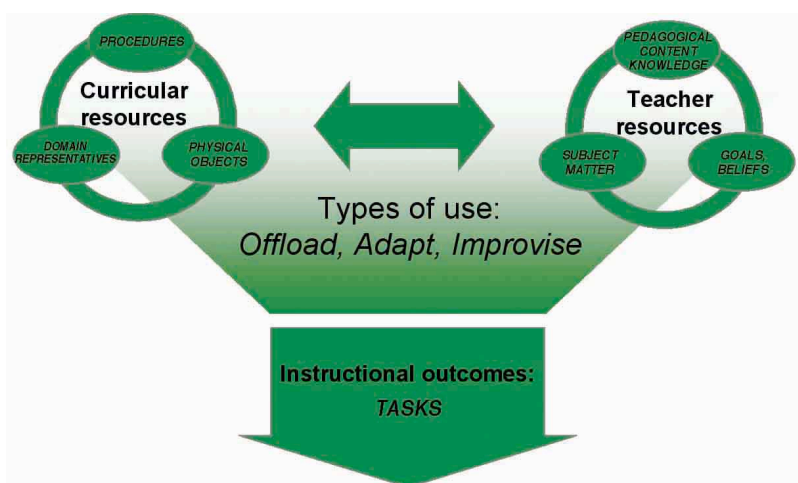 PROCEDURES
Curricular
resources
DOMAIN
REPRESENTATIVES
PHYSICAL
OBJECTS
PEDAGOGICAL
CONTENT
KNOWLEDGE
Teacher
resources
SUBJECT
MATTER
GOALS,
BELIEFS
Types of use:
Offload, Adapt, Improvise
Instructional outcomes:
TASKS